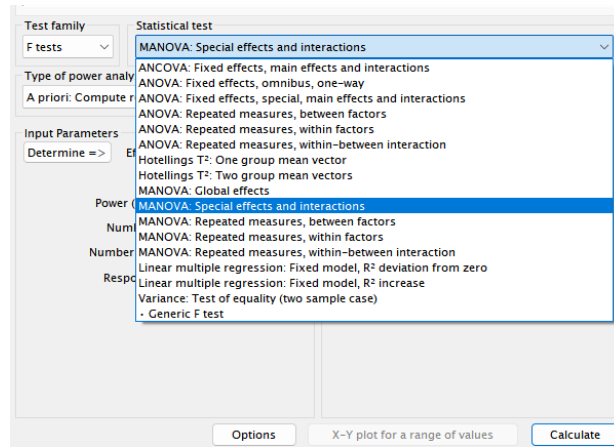 Test family
Statistical test
F tests
MANOVA: Special effects and interactions
ANCOVA: Fixed effects, main effects and interactions
ANOVA: Fixed effects, omnibus, one-way
ANOVA: Fixed effects, special, main effects and interactions
ANOVA: Repeated measures, between factors
ANOVA: Repeated measures, within factors
ANOVA: Repeated measures, within-between interaction
Hotellings T²: One group mean vector
Hotellings T²: Two group mean vectors
MANOVA: Global effects
MANOVA: Special effects and interactions
MANOVA: Repeated measures, between factors
MANOVA: Repeated measures, within factors
MANOVA: Repeated measures, within-between interaction
Linear multiple regression: Fixed model, R² deviation from zero
Linear multiple regression: Fixed model, R² increase
Variance: Test of equality (two sample case)
· Generic F test
Type of power analy
A priori: Compute r
Input Parameters
Determine => Ef
Power (
Numb
Number
Respo
Options
X-Y plot for a range of values
Calculate